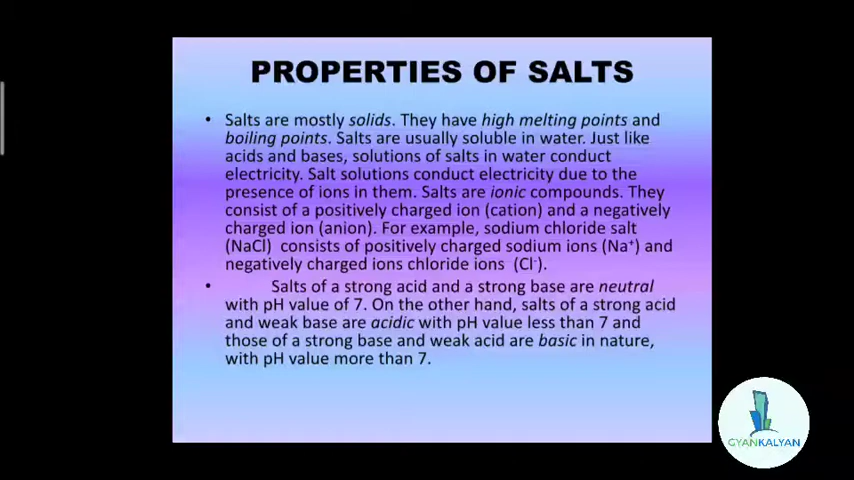 PROPERTIES OF SALTS
• Salts are mostly solids. They have high melting points and
boiling points. Salts are usually soluble in water. Just like
acids and bases, solutions of salts in water conduct
electricity. Salt solutions conduct electricity due to the
presence of ions in them. Salts are ionic compounds. They
consist of a positively charged ion (cation) and a negatively
charged ion (anion). For example, sodium chloride salt
(NaCl) consists of positively charged sodium ions (Na⁺) and
negatively charged ions chloride ions (Cl⁻).
• Salts of a strong acid and a strong base are neutral
with pH value of 7. On the other hand, salts of a strong acid
and weak base are acidic with pH value less than 7 and
those of a strong base and weak acid are basic in nature,
with pH value more than 7.
GYANKALYAN